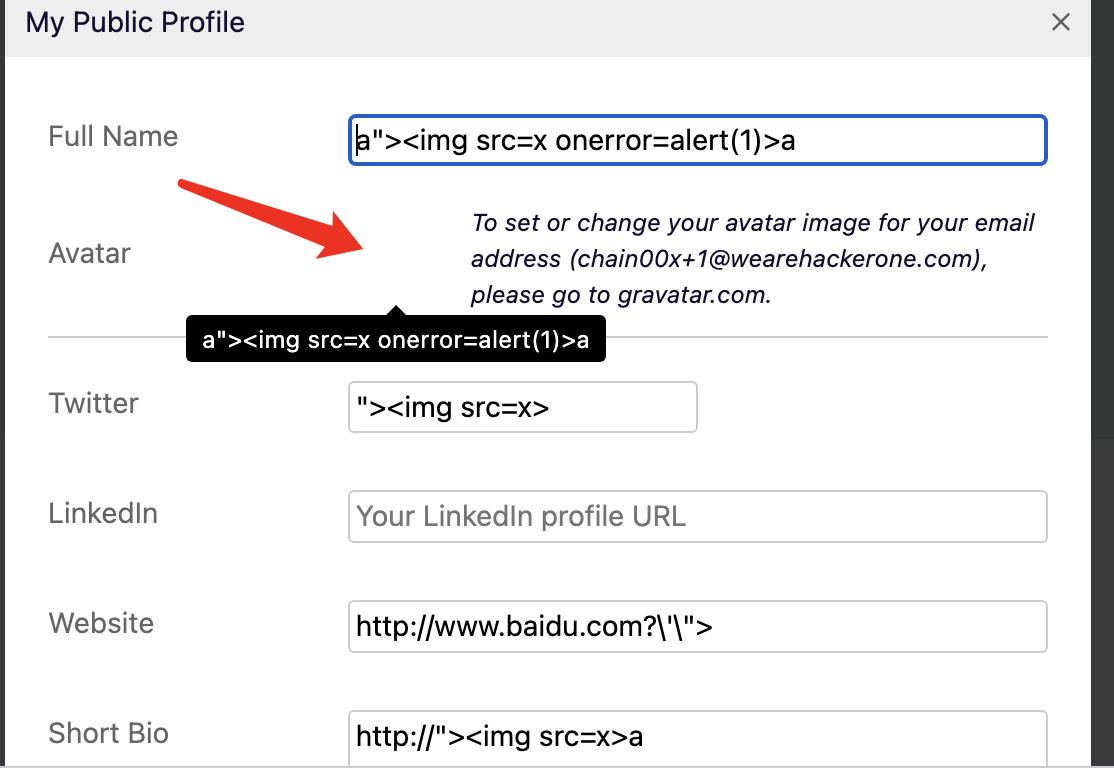 My Public Profile
Full Name
a"><img src=x onerror=alert(1)>a
Avatar
To set or change your avatar image for your email
address (chain00x+1@wearehackerone.com),
please go to gravatar.com.
a"><img src=x onerror=alert(1)>a
Twitter
"><img src=x>
LinkedIn
Your LinkedIn profile URL
Website
http://www.baidu.com?\'\">
Short Bio
http://"><img src=x>a